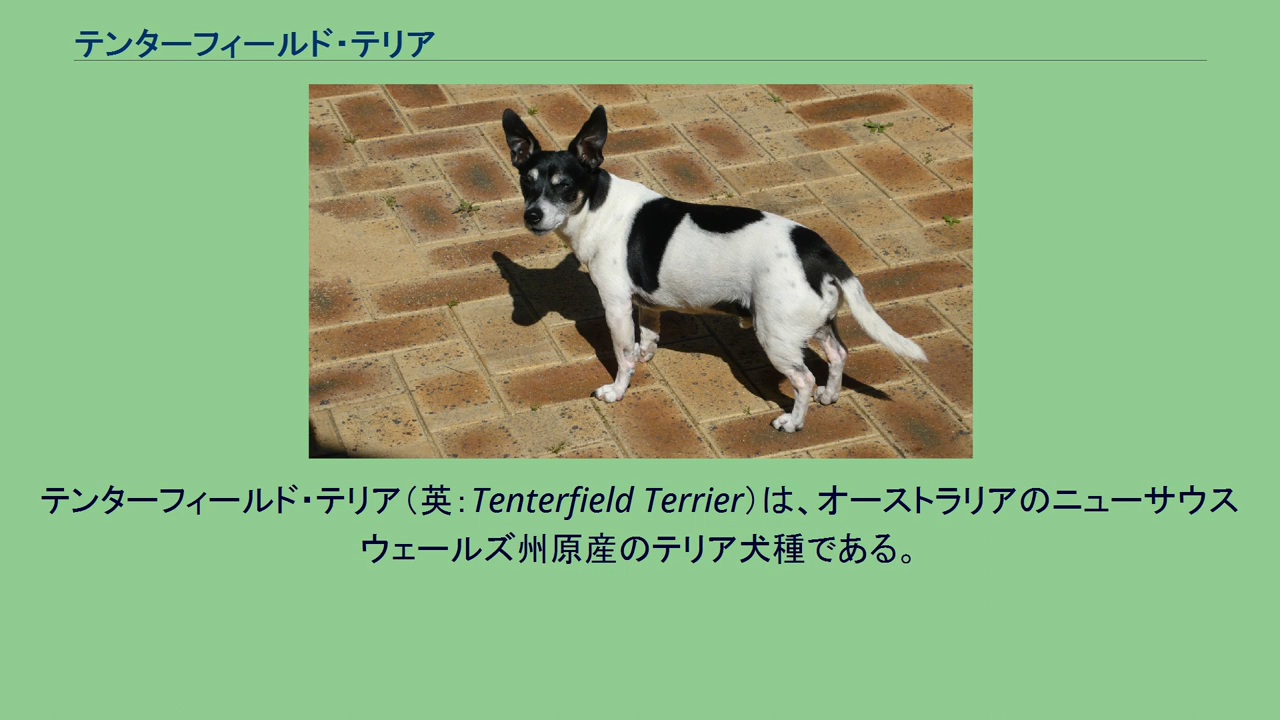 テンターフィールド・テリア
テンターフィールド・テリア（英：Tenterfield Terrier）は、オーストラリアのニューサウス
ウェールズ州原産のテリア犬種である。